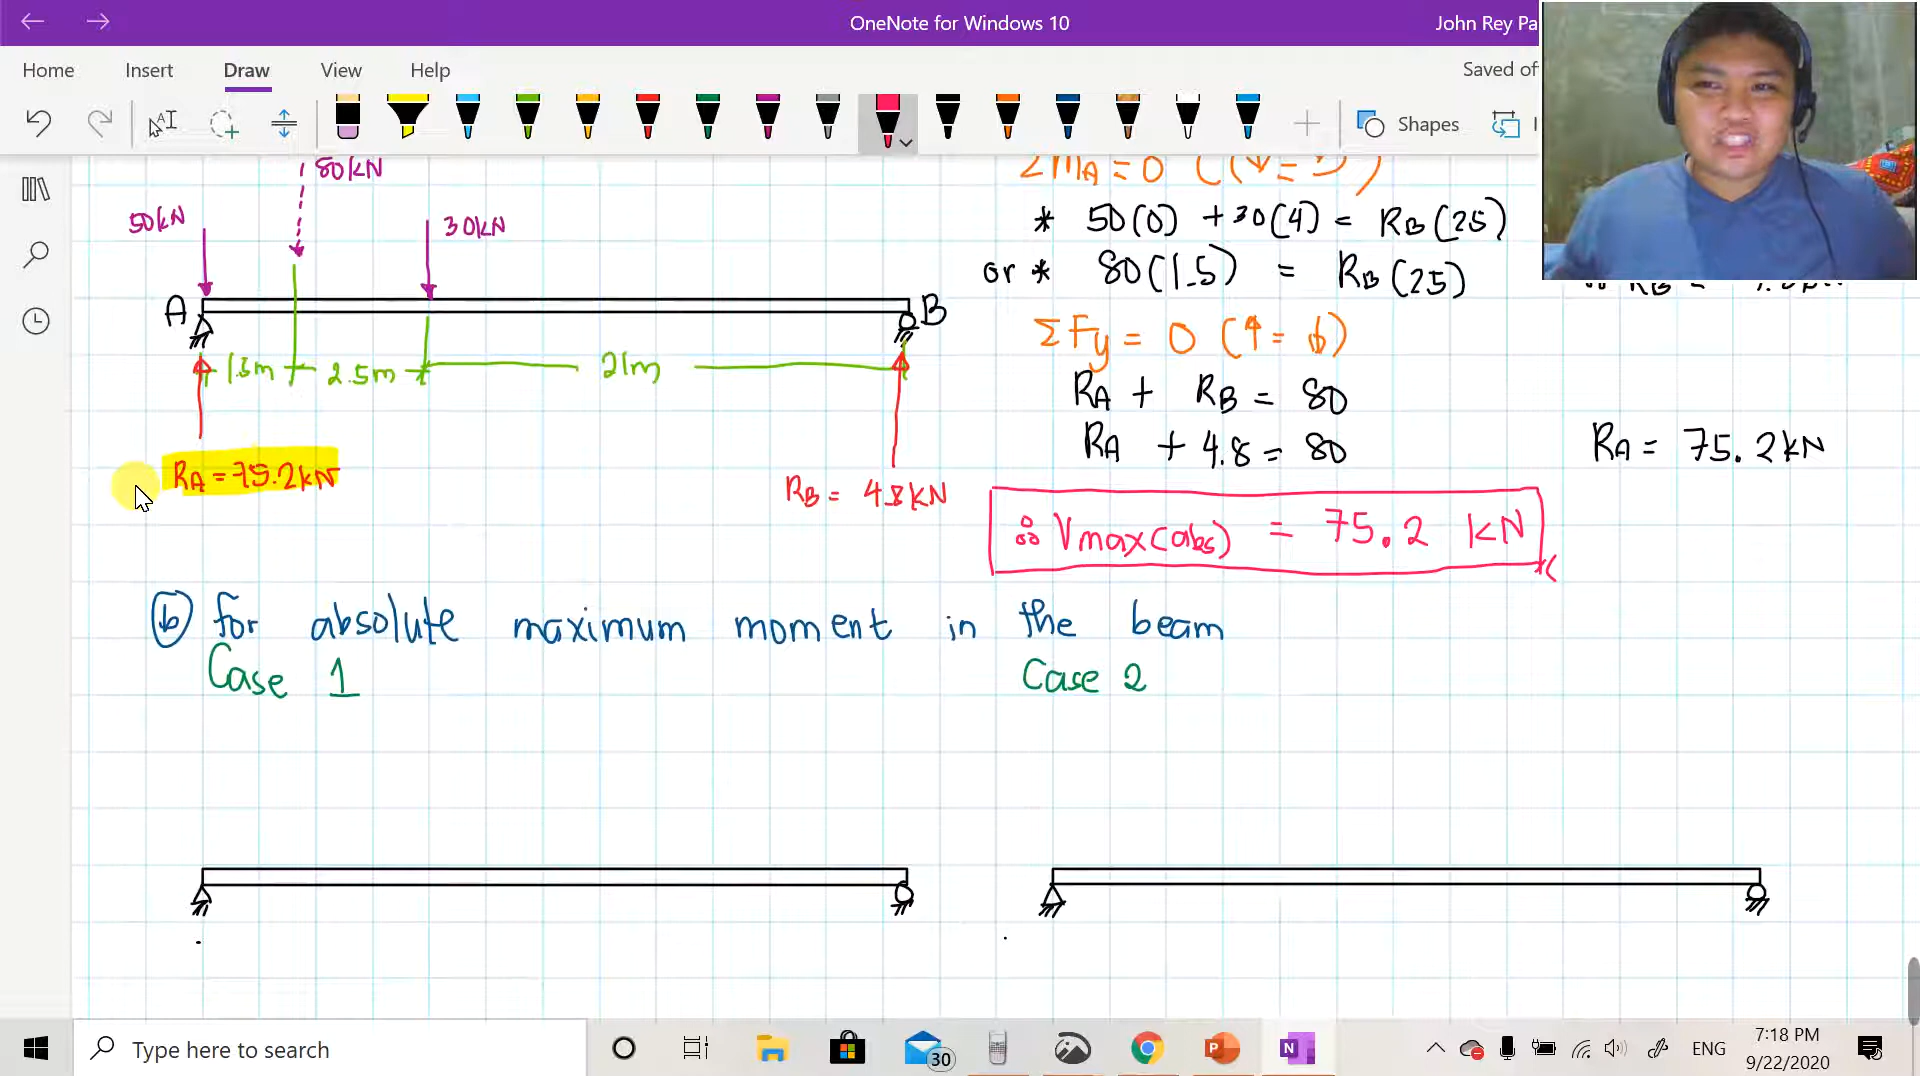 OneNote for Windows 10
John Rey Pa
Home Insert Draw View Help
Saved of
Shapes
80kN
50kN
30kN
A
B
1.5m
2.5m
21m
RA = 75.2kN
RB = 4.8KN
ΣMA = 0
* 50(0) + 30(4) = RB(25)
or * 80(1.5) = RB(25)
ΣFy = 0 (↑ = ↓)
RA + RB = 80
RA + 4.8 = 80
RA = 75.2kN
∴ Vmax(abs) = 75.2 KN
b for absolute maximum moment in the beam
Case 1
Case 2
Type here to search
30
ENG
7:18 PM
9/22/2020